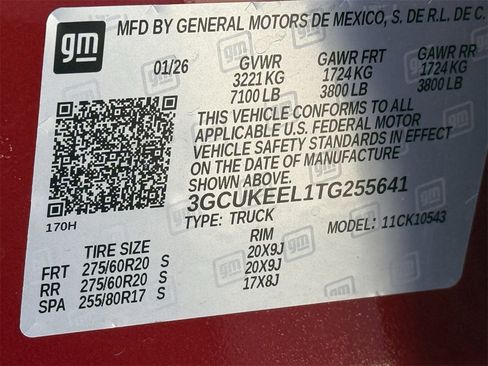 gm
MFD BY GENERAL MOTORS DE MEXICO, S. DE R.L. DE C.
01/26 GVWR GAWR FRT GAWR RR
3221 KG 1724 KG 1724 KG
7100 LB 3800 LB 3800 LB
THIS VEHICLE CONFORMS TO ALL
APPLICABLE U.S. FEDERAL MOTOR
VEHICLE SAFETY STANDARDS IN EFFECT
ON THE DATE OF MANUFACTURE
SHOWN ABOVE.
3GCUKEEL1TG255641
170H TYPE: TRUCK MODEL: 11CK10543
TIRE SIZE RIM
FRT 275/60R20 S 20X9J
RR 275/60R20 S 20X9J
SPA 255/80R17 S 17X8J